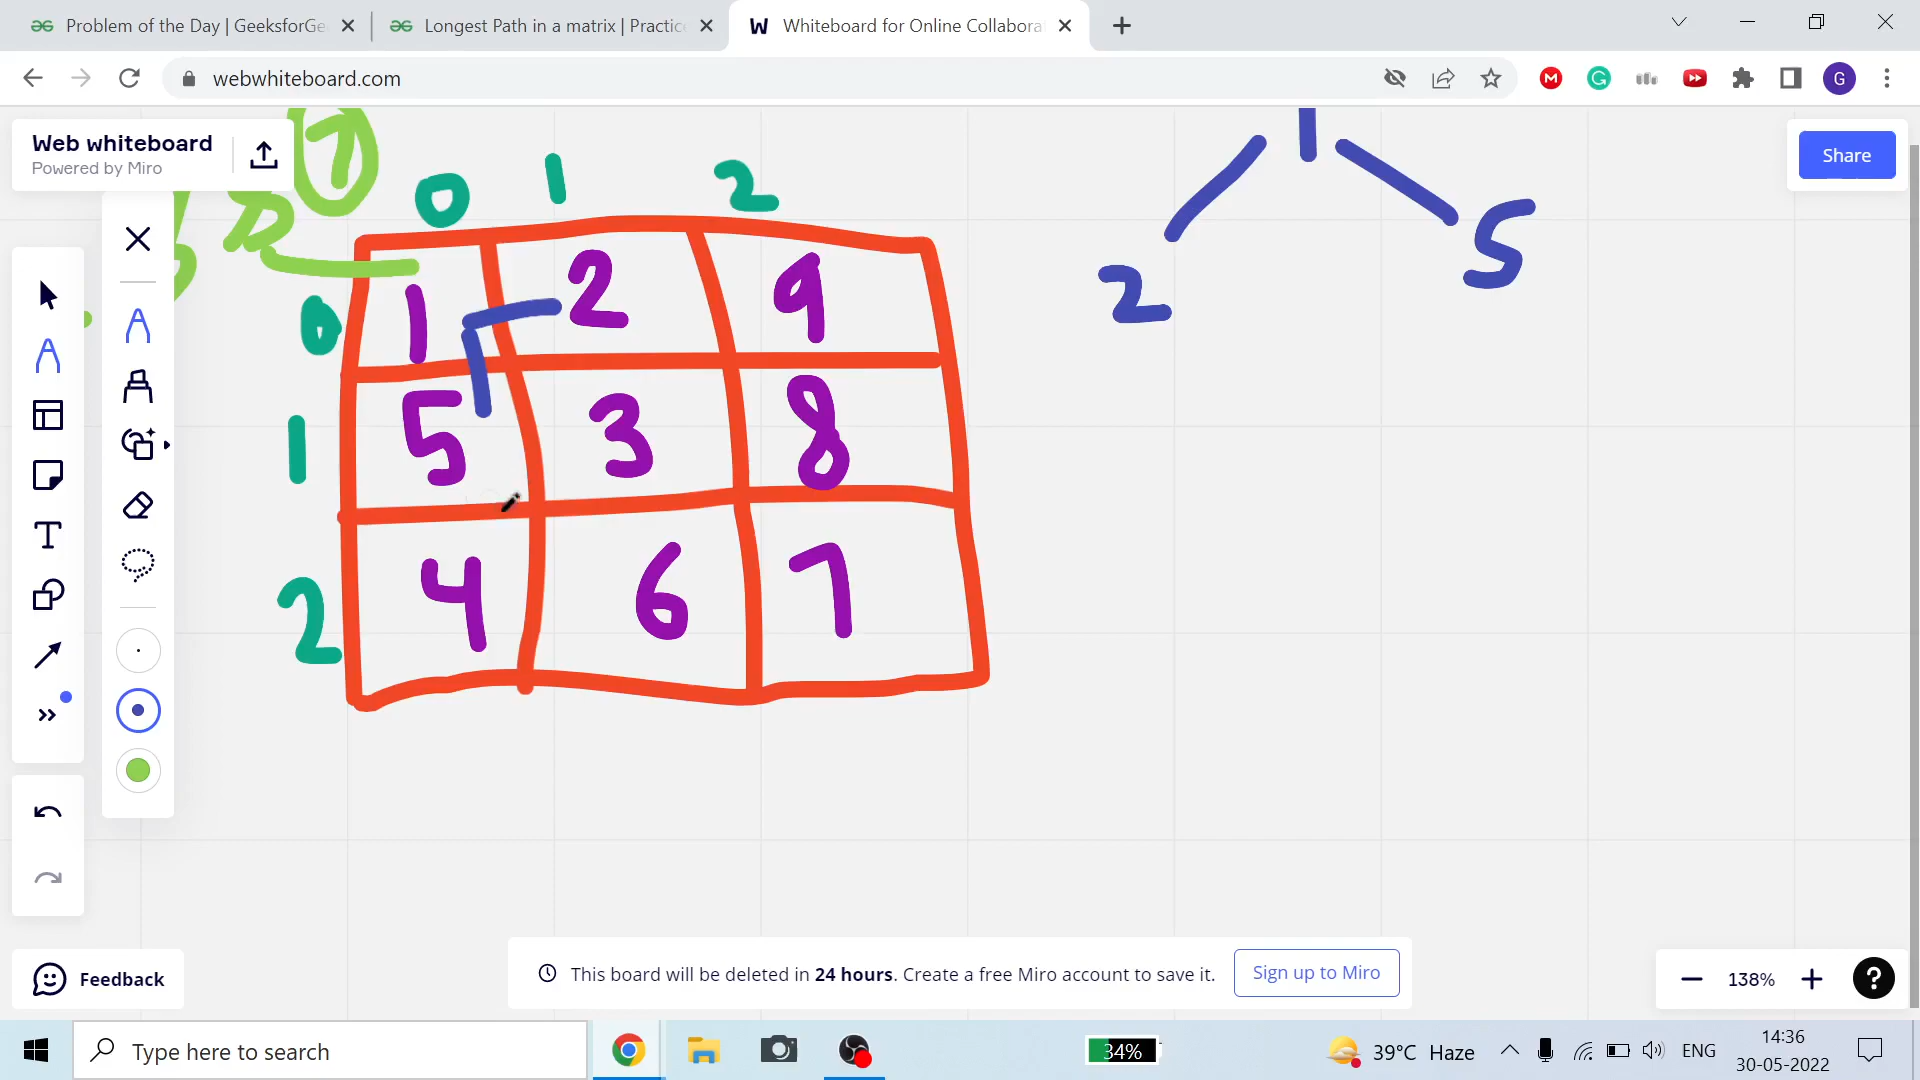 Problem of the Day | GeeksforGe
Longest Path in a matrix | Practice
Whiteboard for Online Collabora
webwhiteboard.com
G
Web whiteboard
Powered by Miro
Share
7
0 1 2
1
2 5
0 1 2 9
1 5 3 8
2 4 6 7
Feedback
This board will be deleted in 24 hours. Create a free Miro account to save it.
Sign up to Miro
138%
Type here to search
34%
39°C Haze
ENG
14:36
30-05-2022